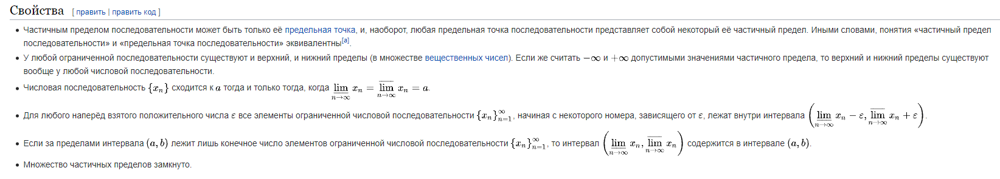 Свойства [ править | править код ]
• Частичным пределом последовательности может быть только её предельная точка, и, наоборот, любая предельная точка последовательности представляет собой некоторый её частичный предел. Иными словами, понятия «частичный предел
последовательности» и «предельная точка последовательности» эквивалентны[a].
• У любой ограниченной последовательности существуют и верхний, и нижний пределы (в множестве вещественных чисел). Если же считать −∞ и +∞ допустимыми значениями частичного предела, то верхний и нижний пределы существуют
вообще у любой числовой последовательности.
• Числовая последовательность $\{x_n\}$ сходится к $a$ тогда и только тогда, когда $\varliminf_{n\to\infty} x_n = \varlimsup_{n\to\infty} x_n = a$.
• Для любого наперёд взятого положительного числа $\varepsilon$ все элементы ограниченной числовой последовательности $\{x_n\}_{n=1}^{\infty}$, начиная с некоторого номера, зависящего от $\varepsilon$, лежат внутри интервала $\left(\varliminf_{n\to\infty} x_n - \varepsilon, \varlimsup_{n\to\infty} x_n + \varepsilon\right)$.
• Если за пределами интервала $(a, b)$ лежит лишь конечное число элементов ограниченной числовой последовательности $\{x_n\}_{n=1}^{\infty}$, то интервал $\left(\varliminf_{n\to\infty} x_n, \varlimsup_{n\to\infty} x_n\right)$ содержится в интервале $(a, b)$.
• Множество частичных пределов замкнуто.